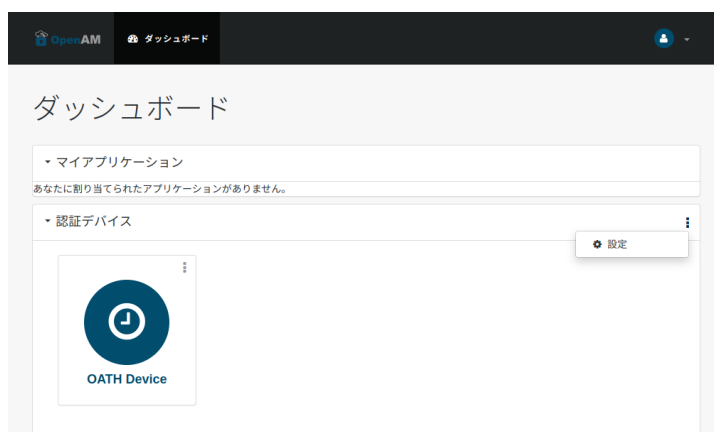 OpenAM ダッシュボード
ダッシュボード
マイアプリケーション
あなたに割り当てられたアプリケーションがありません。
認証デバイス
設定
OATH Device